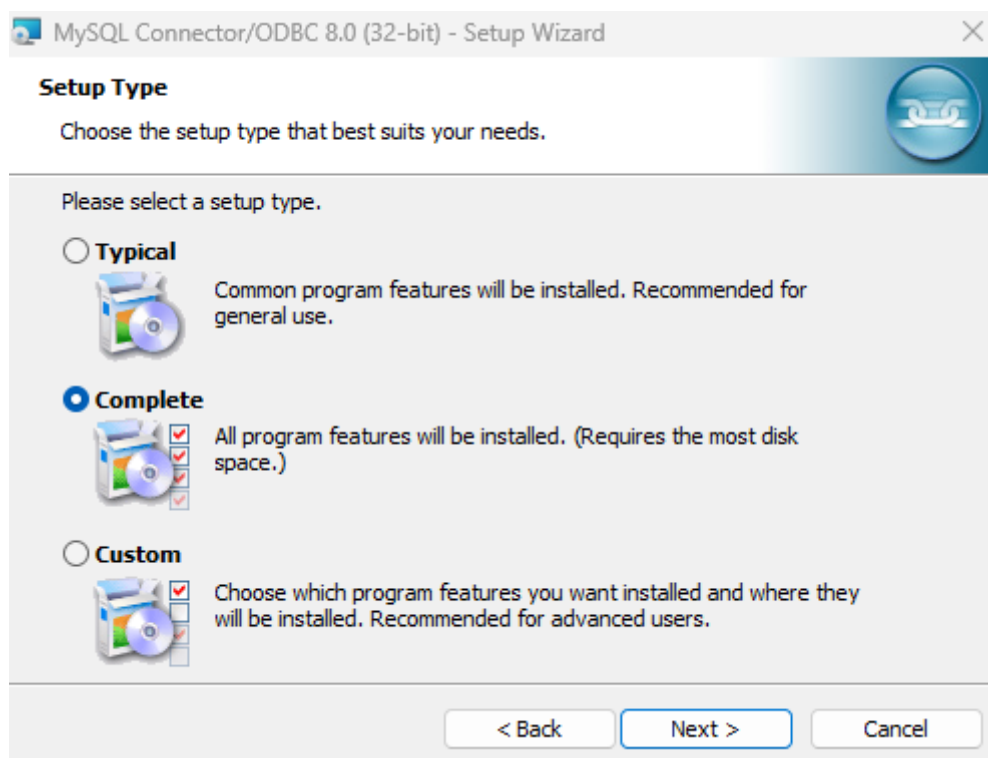 MySQL Connector/ODBC 8.0 (32-bit) - Setup Wizard
Setup Type
Choose the setup type that best suits your needs.
Please select a setup type.
Typical
Common program features will be installed. Recommended for
general use.
Complete
All program features will be installed. (Requires the most disk
space.)
Custom
Choose which program features you want installed and where they
will be installed. Recommended for advanced users.
< Back Next > Cancel